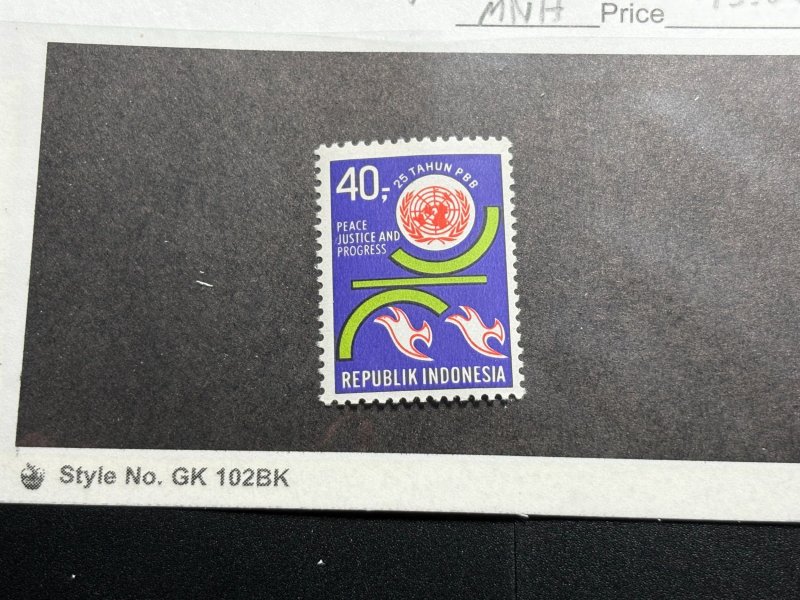 MNH Price
40,-
25 TAHUN PBB
PEACE
JUSTICE AND
PROGRESS
REPUBLIK INDONESIA
Style No. GK 102BK